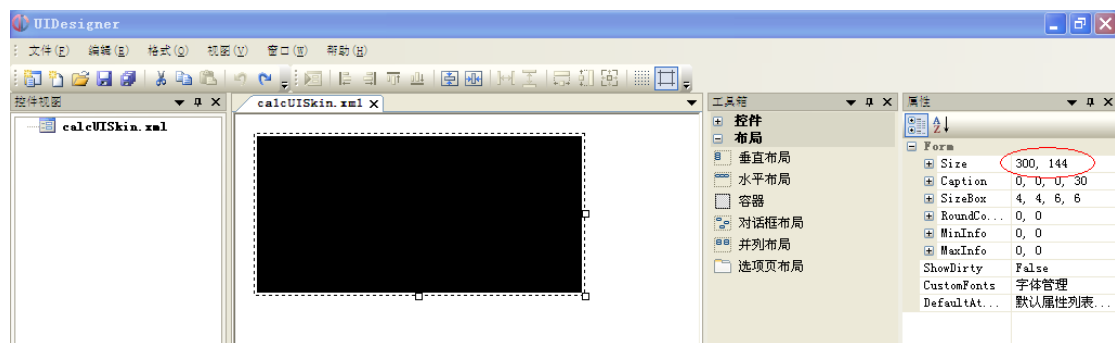 UIDesigner
文件(F) 编辑(E) 格式(O) 视图(V) 窗口(W) 帮助(H)
控件视图
calcUISkin.xml
calcUISkin.xml
工具箱
控件
布局
垂直布局
水平布局
容器
对话框布局
并列布局
选项页布局
属性
Form
Size 300, 144
Caption 0, 0, 0, 30
SizeBox 4, 4, 6, 6
RoundCo... 0, 0
MinInfo 0, 0
MaxInfo 0, 0
ShowDirty False
CustomFonts 字体管理
DefaultAt... 默认属性列表...